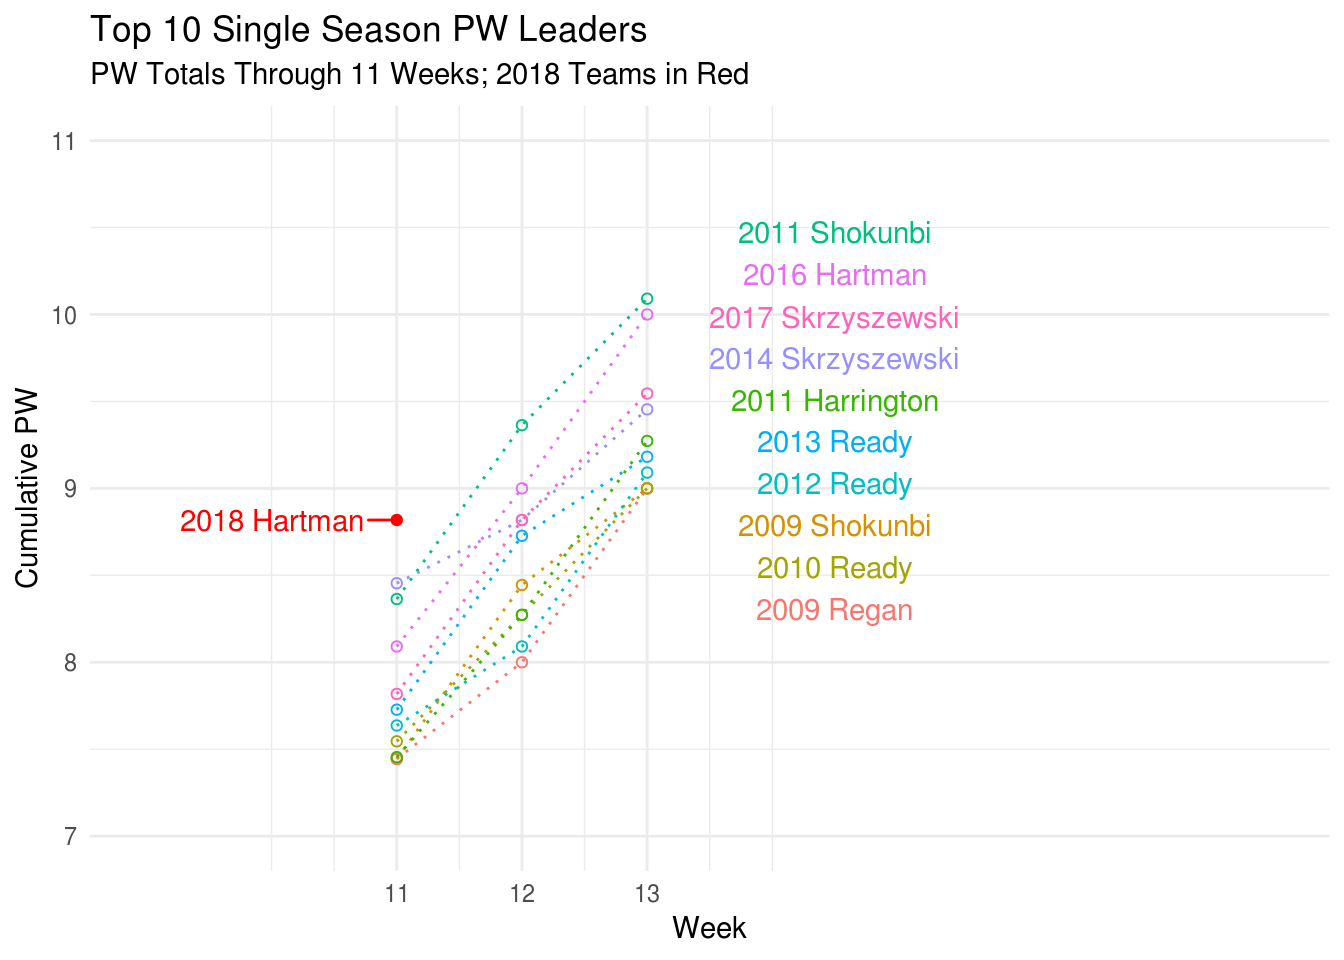 Top 10 Single Season PW Leaders
PW Totals Through 11 Weeks; 2018 Teams in Red
11
10
9
8
7
Cumulative PW
2018 Hartman
2011 Shokunbi
2016 Hartman
2017 Skrzyszewski
2014 Skrzyszewski
2011 Harrington
2013 Ready
2012 Ready
2009 Shokunbi
2010 Ready
2009 Regan
11 12 13
Week